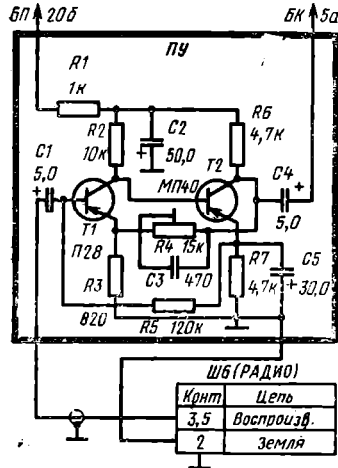 БП 20б
БК 5а
ПУ
R1
1к
R2
10к
C2
50,0
R6
4,7к
C1
5,0
T2
C4
МП40
5,0
T1
R4 15к
П28
C3
470
R7
C5
R3
4,7к
30,0
820
R5
120к
Ш6 (РАДИО)
Конт Цепь
3,5 Воспроизв.
2 Земля